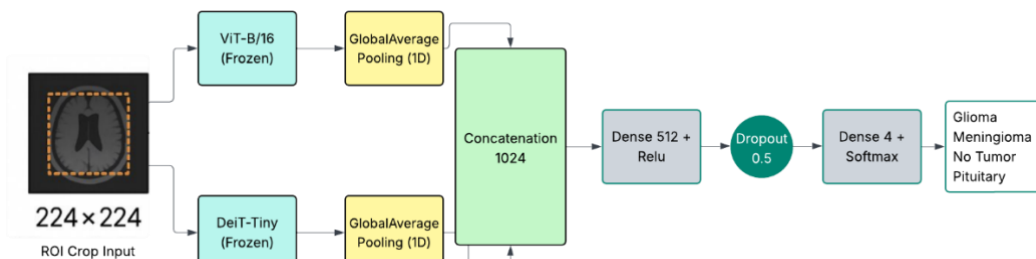 ViT-B/16
(Frozen)
GlobalAverage
Pooling (1D)
224×224
ROI Crop Input
DeiT-Tiny
(Frozen)
GlobalAverage
Pooling (1D)
Concatenation
1024
Dense 512 +
Relu
Dropout
0.5
Dense 4 +
Softmax
Glioma
Meningioma
No Tumor
Pituitary